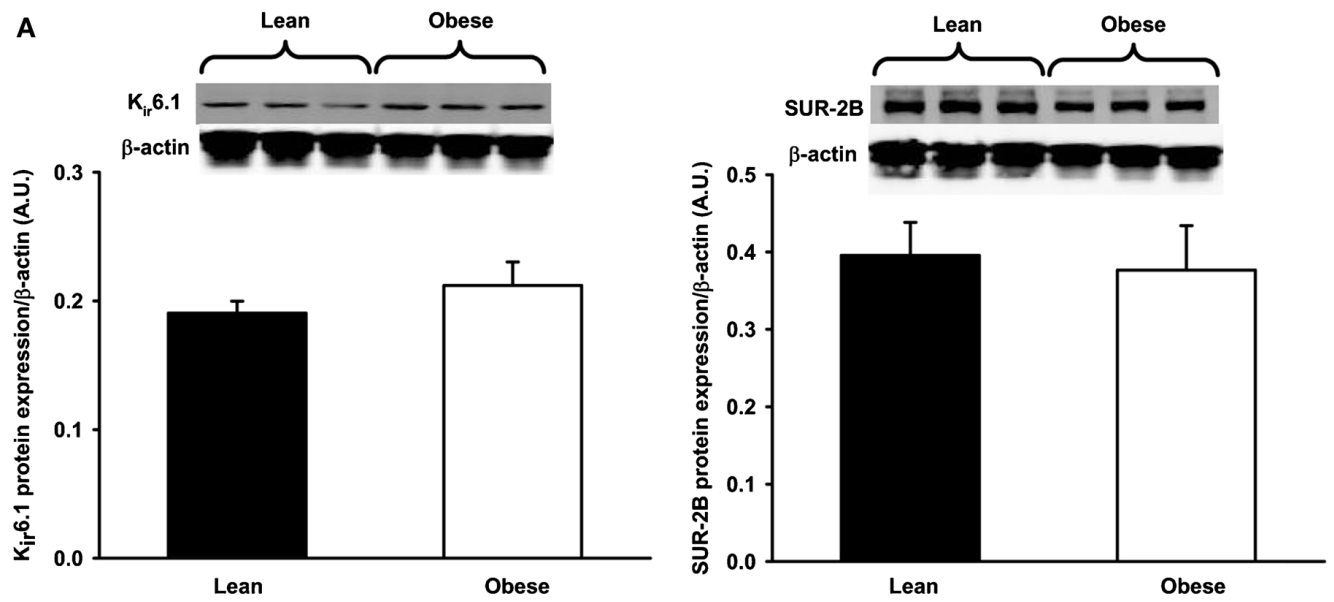 A
Lean Obese
K_ir6.1
β-actin
K_ir6.1 protein expression/β-actin (A.U.)
0.3
0.2
0.1
0.0
Lean Obese
Lean Obese
SUR-2B
β-actin
SUR-2B protein expression/β-actin (A.U.)
0.5
0.4
0.3
0.2
0.1
0.0
Lean Obese